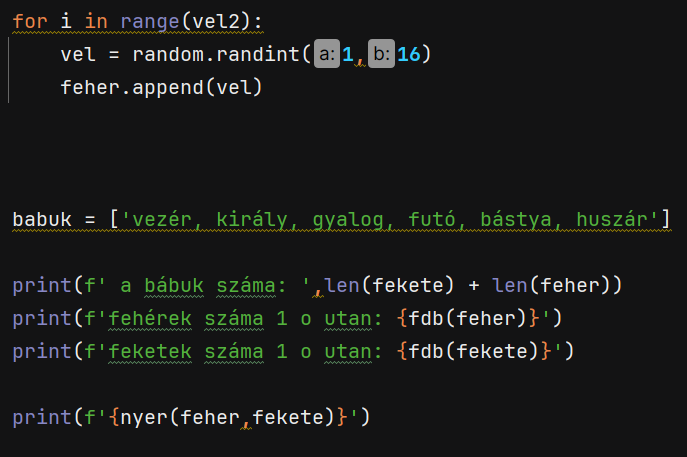 for i in range(vel2):
    vel = random.randint(a: 1, b: 16)
    feher.append(vel)
babuk = ['vezér, király, gyalog, futó, bástya, huszár']
print(f' a bábuk száma: ',len(fekete) + len(feher))
print(f'fehérek száma 1 o utan: {fdb(feher)}')
print(f'feketek száma 1 o utan: {fdb(fekete)}')
print(f'{nyer(feher,fekete)}')